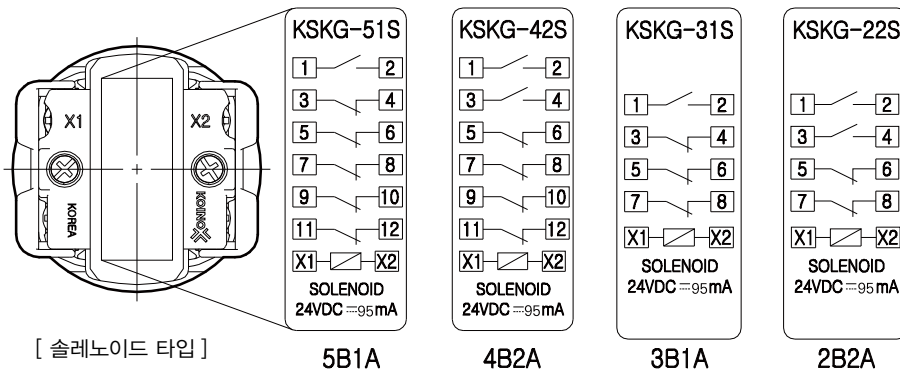 X1 X2
KOREA
KOINO
[ 솔레노이드 타입 ]
KSKG-51S
1 2
3 4
5 6
7 8
9 10
11 12
X1 X2
SOLENOID
24VDC ⎓95mA
5B1A
KSKG-42S
1 2
3 4
5 6
7 8
9 10
11 12
X1 X2
SOLENOID
24VDC ⎓95mA
4B2A
KSKG-31S
1 2
3 4
5 6
7 8
X1 X2
SOLENOID
24VDC ⎓95mA
3B1A
KSKG-22S
1 2
3 4
5 6
7 8
X1 X2
SOLENOID
24VDC ⎓95mA
2B2A